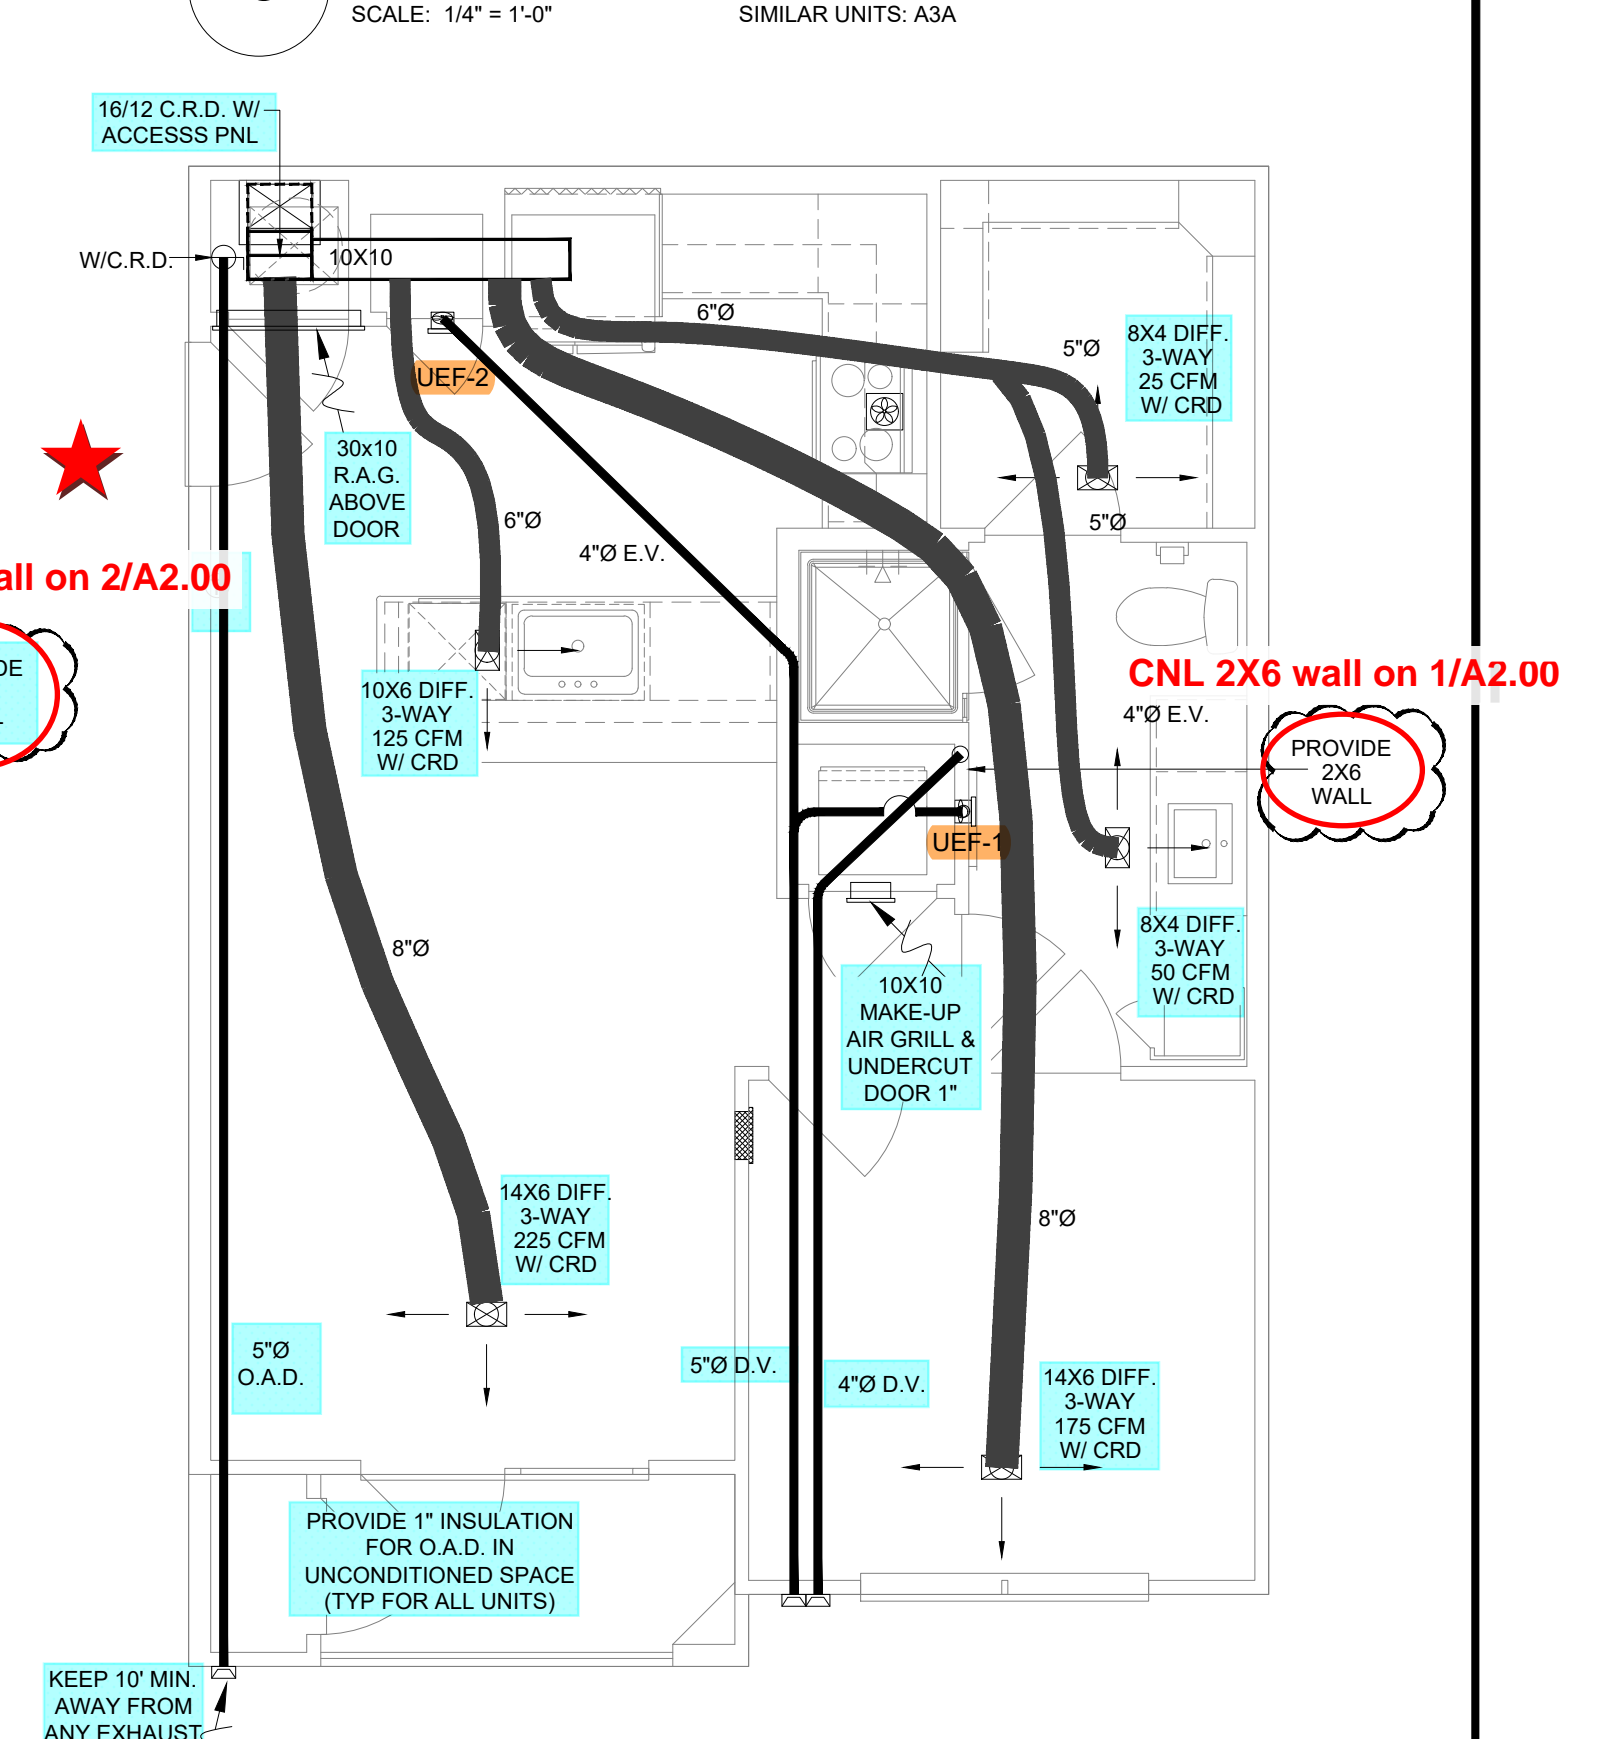 SCALE: 1/4" = 1'-0"
SIMILAR UNITS: A3A
16/12 C.R.D. W/
ACCESSS PNL
W/C.R.D.
10X10
6"Ø
5"Ø
8X4 DIFF.
3-WAY
25 CFM
W/ CRD
UEF-2
30x10
R.A.G.
ABOVE
DOOR
6"Ø
4"Ø E.V.
5"Ø
all on 2/A2.00
DE
CNL 2X6 wall on 1/A2.00
4"Ø E.V.
PROVIDE
2X6
WALL
10X6 DIFF.
3-WAY
125 CFM
W/ CRD
UEF-1
8"Ø
8X4 DIFF.
3-WAY
50 CFM
W/ CRD
10X10
MAKE-UP
AIR GRILL &
UNDERCUT
DOOR 1"
14X6 DIFF.
3-WAY
225 CFM
W/ CRD
8"Ø
5"Ø
O.A.D.
5"Ø D.V.
4"Ø D.V.
14X6 DIFF.
3-WAY
175 CFM
W/ CRD
PROVIDE 1" INSULATION
FOR O.A.D. IN
UNCONDITIONED SPACE
(TYP FOR ALL UNITS)
KEEP 10' MIN.
AWAY FROM
ANY EXHAUST